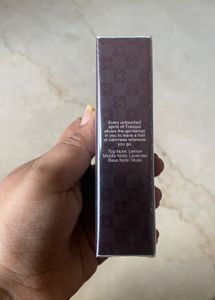 Every untouched
spritz of Tranquil
allows the gentleman
in you to leave a trail
of calmness wherever
you go.
Top Note: Lemon
Middle Note: Lavender
Base Note: Musk